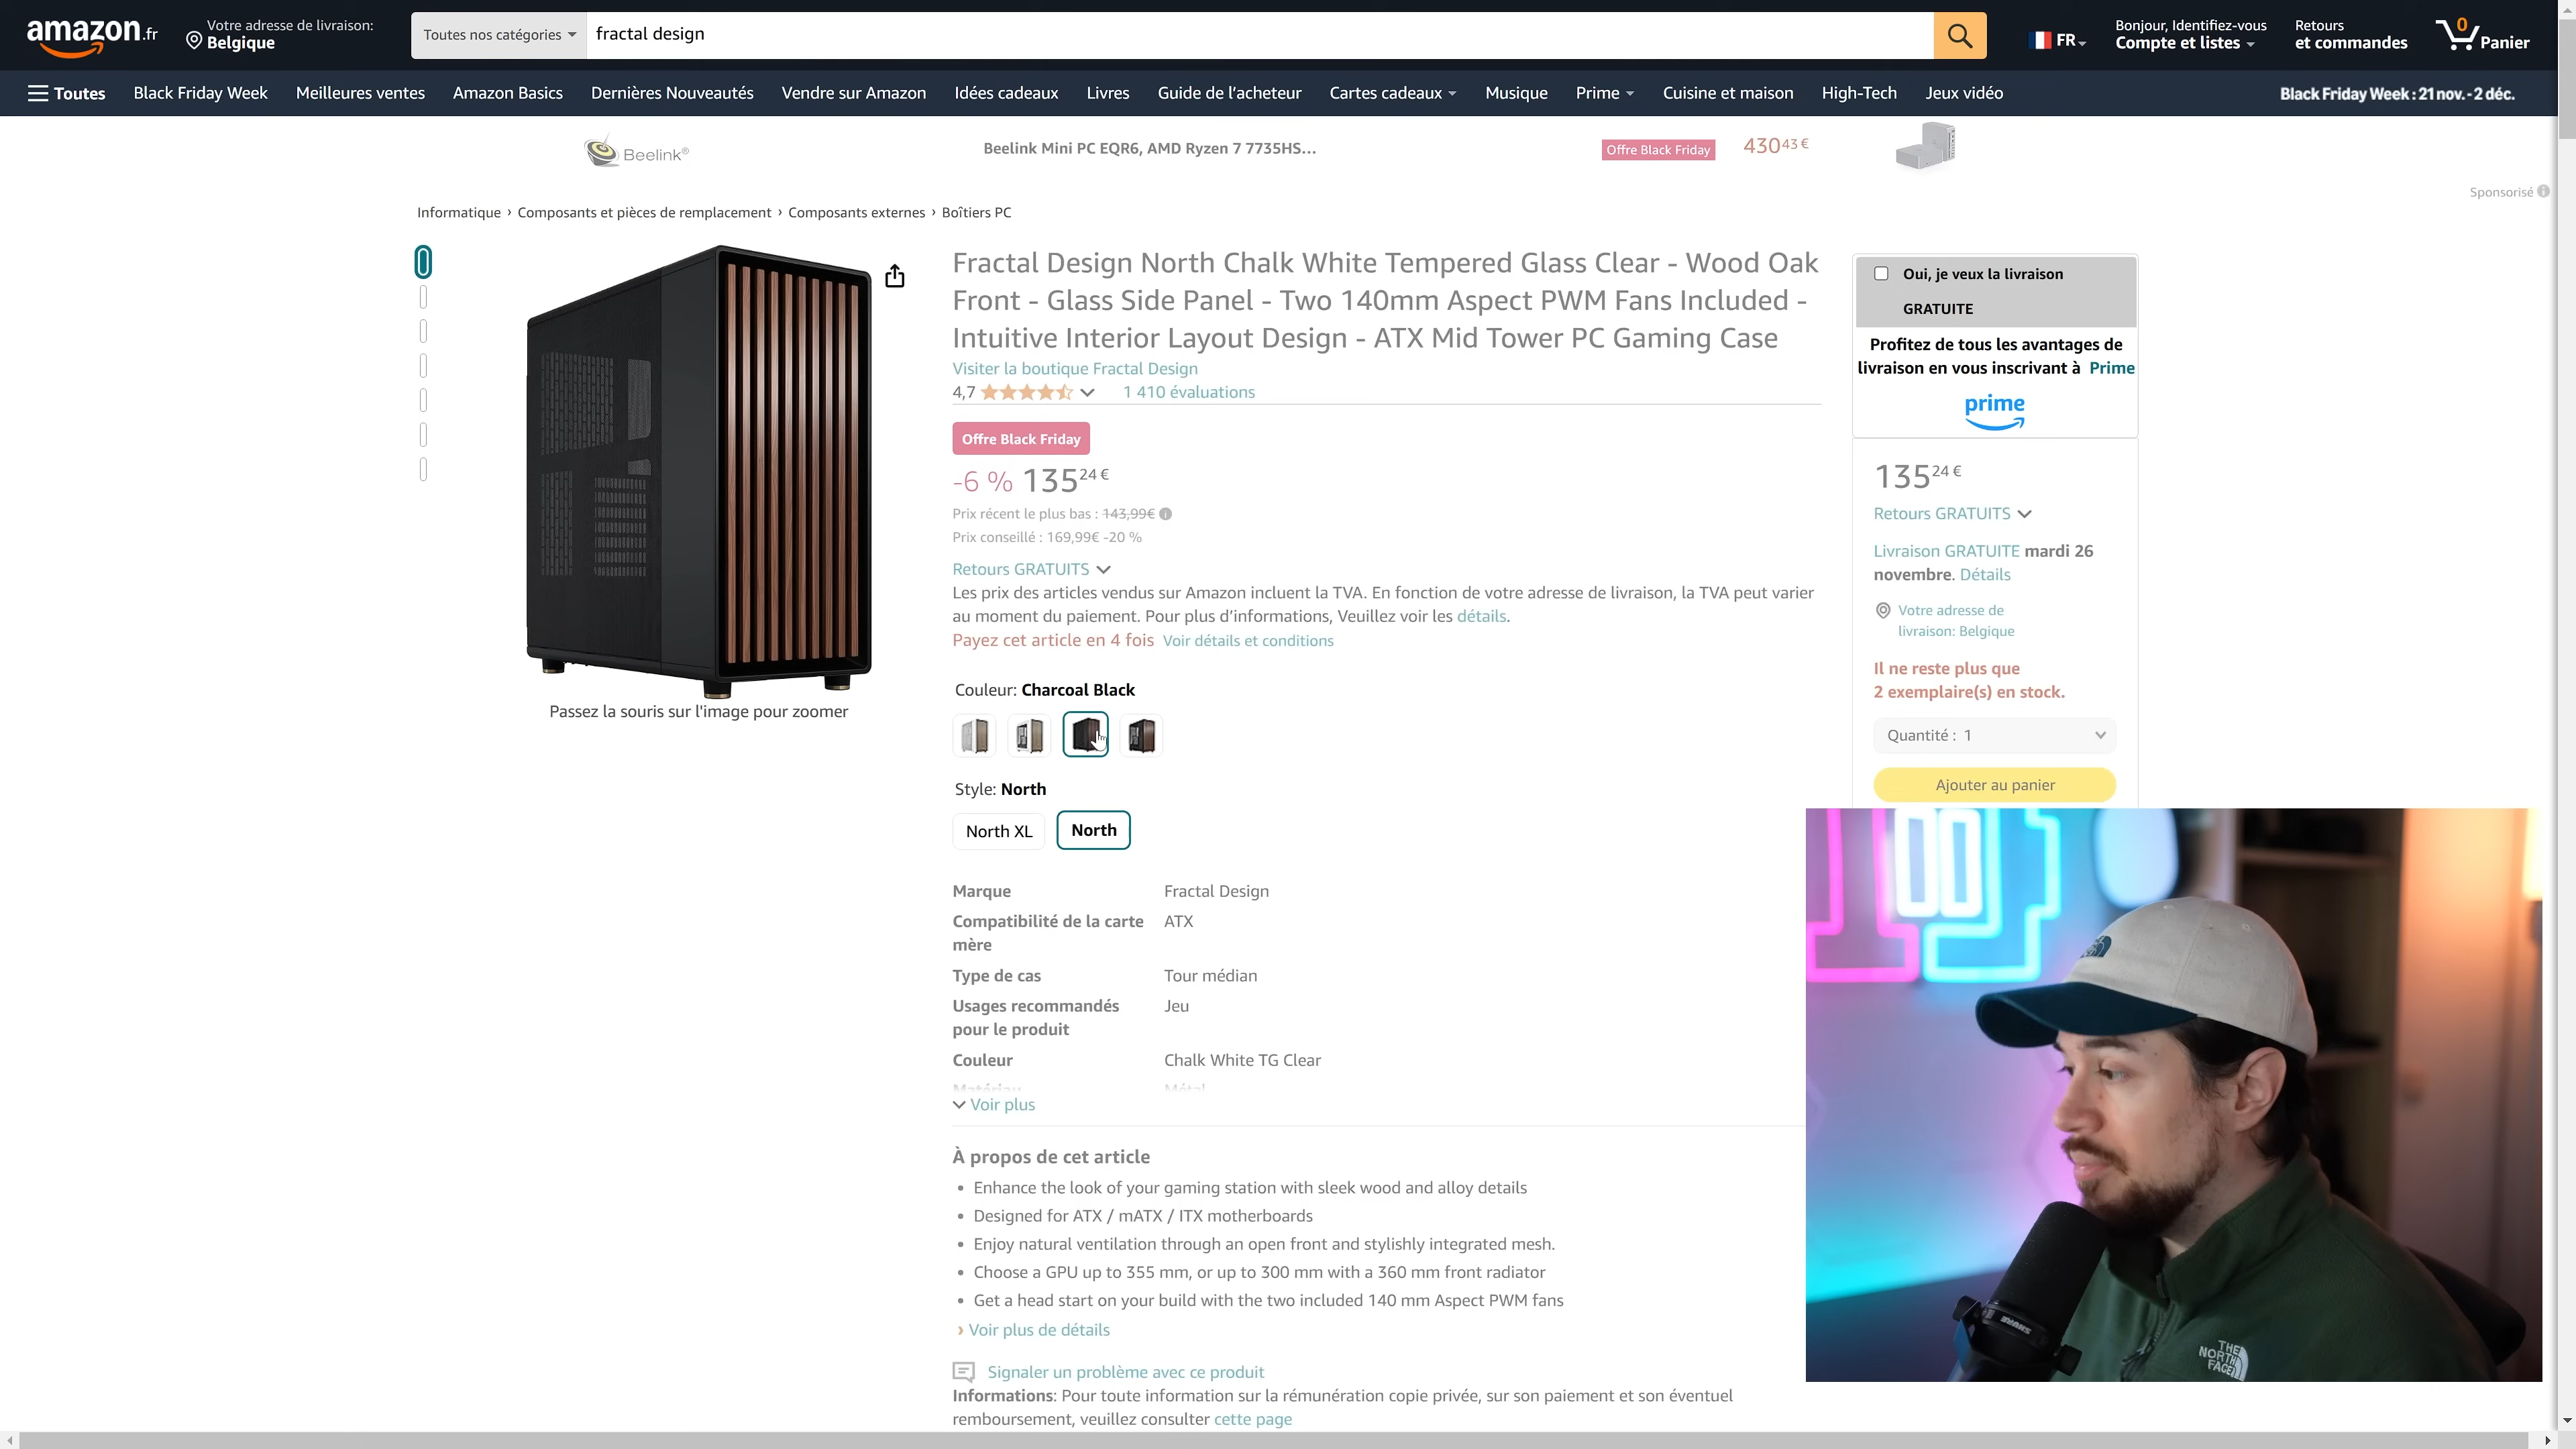 amazon.fr
Votre adresse de livraison:
Belgique
Toutes nos catégories
fractal design
FR
Bonjour, Identifiez-vous
Compte et listes
Retours
et commandes
0
Panier
Toutes
Black Friday Week
Meilleures ventes
Amazon Basics
Dernières Nouveautés
Vendre sur Amazon
Idées cadeaux
Livres
Guide de l’acheteur
Cartes cadeaux
Musique
Prime
Cuisine et maison
High-Tech
Jeux vidéo
Black Friday Week : 21 nov. - 2 déc.
Beelink®
Beelink Mini PC EQR6, AMD Ryzen 7 7735HS...
Offre Black Friday
430 43 €
Sponsorisé
Informatique › Composants et pièces de remplacement › Composants externes › Boîtiers PC
Passez la souris sur l'image pour zoomer
Fractal Design North Chalk White Tempered Glass Clear - Wood Oak
Front - Glass Side Panel - Two 140mm Aspect PWM Fans Included -
Intuitive Interior Layout Design - ATX Mid Tower PC Gaming Case
Visiter la boutique Fractal Design
4,7
1 410 évaluations
Offre Black Friday
-6 % 135 24 €
Prix récent le plus bas : 143,99€
Prix conseillé : 169,99€ -20 %
Retours GRATUITS
Les prix des articles vendus sur Amazon incluent la TVA. En fonction de votre adresse de livraison, la TVA peut varier
au moment du paiement. Pour plus d’informations, Veuillez voir les détails.
Payez cet article en 4 fois Voir détails et conditions
Couleur: Charcoal Black
Style: North
North XL
North
Marque Fractal Design
Compatibilité de la carte ATX
mère
Type de cas Tour médian
Usages recommandés Jeu
pour le produit
Couleur Chalk White TG Clear
Matériau Métal
Voir plus
À propos de cet article
• Enhance the look of your gaming station with sleek wood and alloy details
• Designed for ATX / mATX / ITX motherboards
• Enjoy natural ventilation through an open front and stylishly integrated mesh.
• Choose a GPU up to 355 mm, or up to 300 mm with a 360 mm front radiator
• Get a head start on your build with the two included 140 mm Aspect PWM fans
› Voir plus de détails
Signaler un problème avec ce produit
Informations: Pour toute information sur la rémunération copie privée, sur son paiement et son éventuel
remboursement, veuillez consulter cette page
Oui, je veux la livraison
GRATUITE
Profitez de tous les avantages de
livraison en vous inscrivant à Prime
prime
135 24 €
Retours GRATUITS
Livraison GRATUITE mardi 26
novembre. Détails
Votre adresse de
livraison: Belgique
Il ne reste plus que
2 exemplaire(s) en stock.
Quantité : 1
Ajouter au panier
SHURE
THE
NORTH
FACE